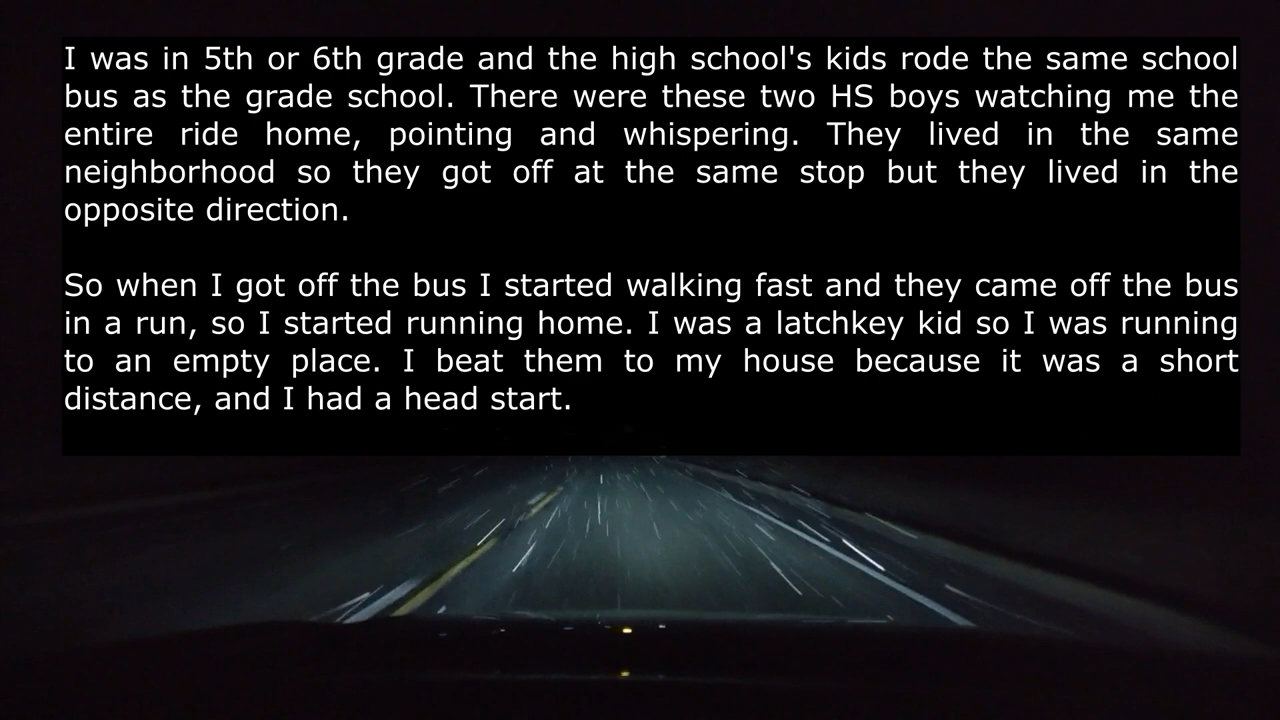 I was in 5th or 6th grade and the high school's kids rode the same school
bus as the grade school. There were these two HS boys watching me the
entire ride home, pointing and whispering. They lived in the same
neighborhood so they got off at the same stop but they lived in the
opposite direction.
So when I got off the bus I started walking fast and they came off the bus
in a run, so I started running home. I was a latchkey kid so I was running
to an empty place. I beat them to my house because it was a short
distance, and I had a head start.